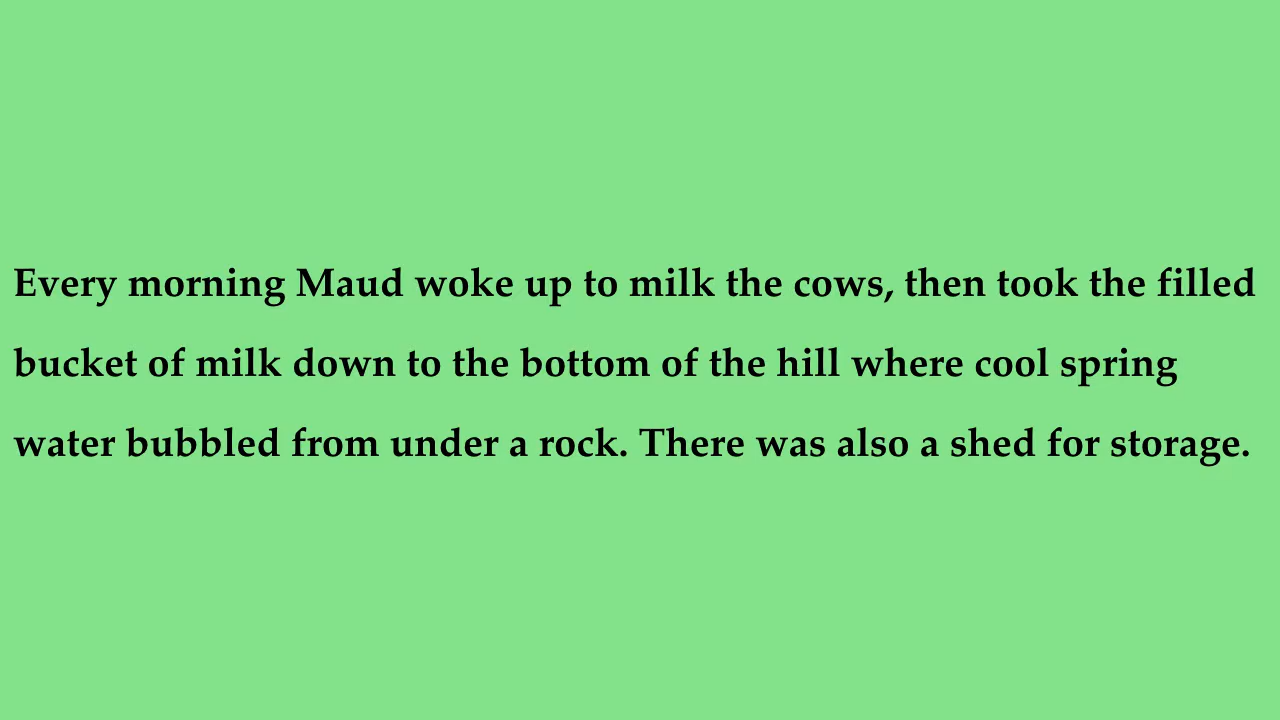 Every morning Maud woke up to milk the cows, then took the filled
bucket of milk down to the bottom of the hill where cool spring
water bubbled from under a rock. There was also a shed for storage.